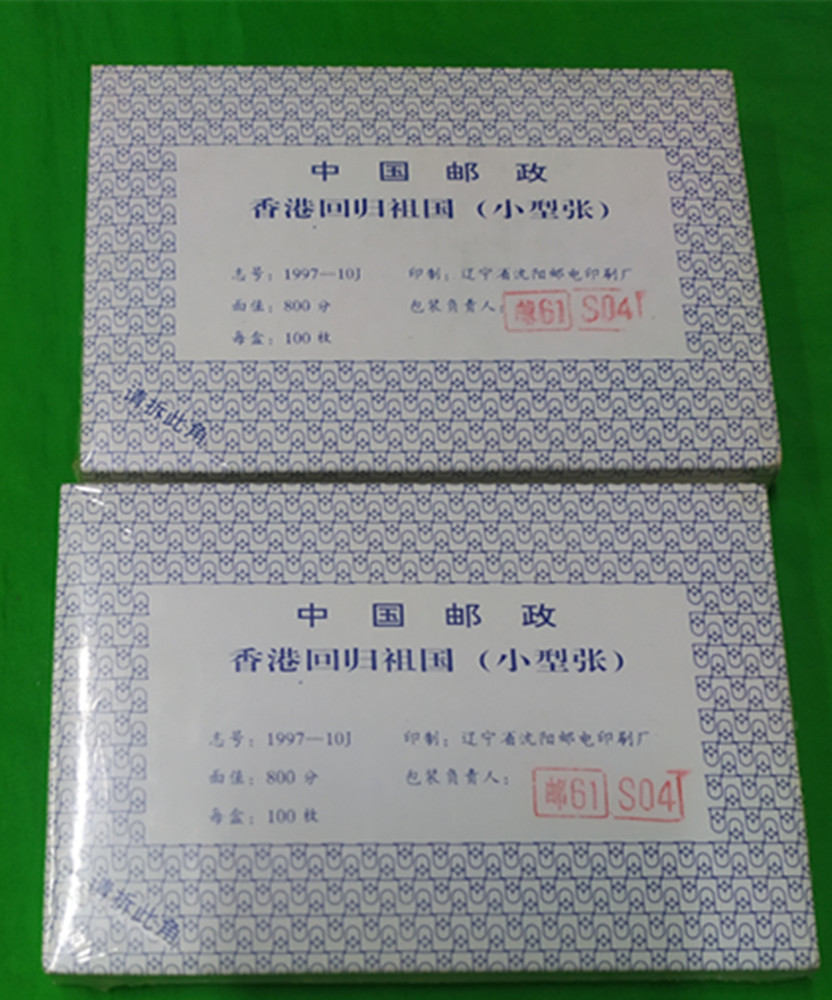 中国邮政
香港回归祖国（小型张）
志号：1997—10J 印制：辽宁省沈阳邮电印刷厂
面值：800分 包装负责人：邮61 S04
每盒：100枚
请拆此角
中国邮政
香港回归祖国（小型张）
志号：1997—10J 印制：辽宁省沈阳邮电印刷厂
面值：800分 包装负责人：邮61 S04
每盒：100枚
请拆此角